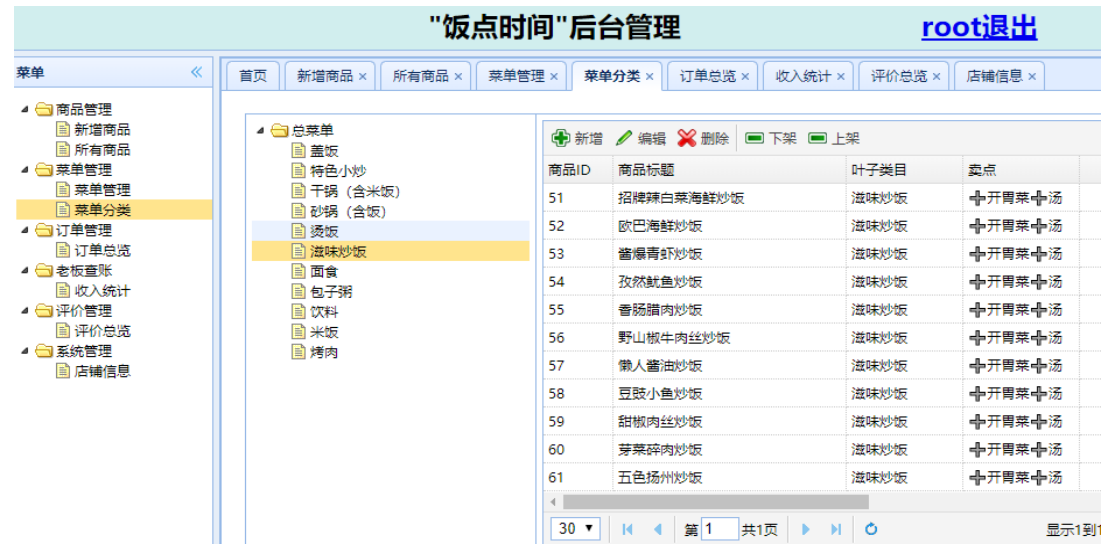 "饭点时间"后台管理 root退出
菜单
首页 新增商品 × 所有商品 × 菜单管理 × 菜单分类 × 订单总览 × 收入统计 × 评价总览 × 店铺信息 ×
商品管理
新增商品
所有商品
菜单管理
菜单管理
菜单分类
订单管理
订单总览
老板查账
收入统计
评价管理
评价总览
系统管理
店铺信息
总菜单
盖饭
特色小炒
干锅（含米饭）
砂锅（含饭）
烫饭
滋味炒饭
面食
包子粥
饮料
米饭
烤肉
新增 编辑 删除 下架 上架
商品ID 商品标题 叶子类目 卖点
51 招牌辣白菜海鲜炒饭 滋味炒饭 ➕开胃菜➕汤
52 欧巴海鲜炒饭 滋味炒饭 ➕开胃菜➕汤
53 酱爆青虾炒饭 滋味炒饭 ➕开胃菜➕汤
54 孜然鱿鱼炒饭 滋味炒饭 ➕开胃菜➕汤
55 香肠腊肉炒饭 滋味炒饭 ➕开胃菜➕汤
56 野山椒牛肉丝炒饭 滋味炒饭 ➕开胃菜➕汤
57 懒人酱油炒饭 滋味炒饭 ➕开胃菜➕汤
58 豆豉小鱼炒饭 滋味炒饭 ➕开胃菜➕汤
59 甜椒肉丝炒饭 滋味炒饭 ➕开胃菜➕汤
60 芽菜碎肉炒饭 滋味炒饭 ➕开胃菜➕汤
61 五色扬州炒饭 滋味炒饭 ➕开胃菜➕汤
30 第 1 共1页 显示1到